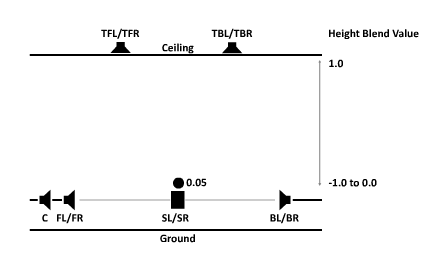 TFL/TFR TBL/TBR Height Blend Value
Ceiling
1.0
0.05 -1.0 to 0.0
C FL/FR SL/SR BL/BR
Ground